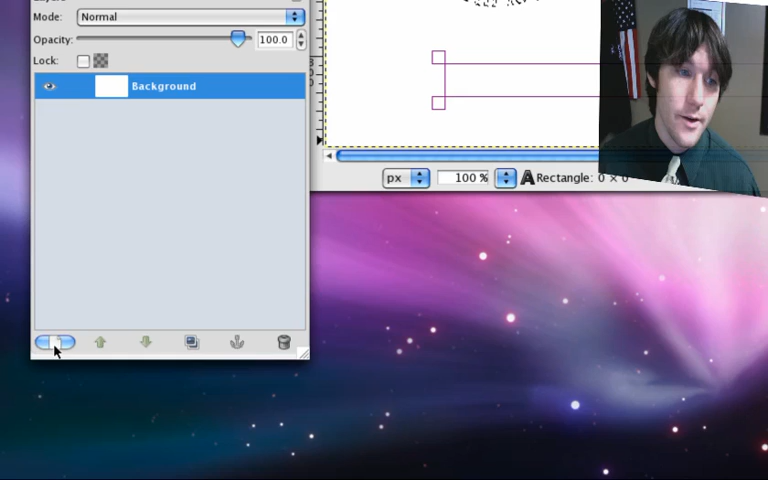 Mode: Normal
Opacity: 100.0
Lock:
Background
px 100 % Rectangle: 0 × 0